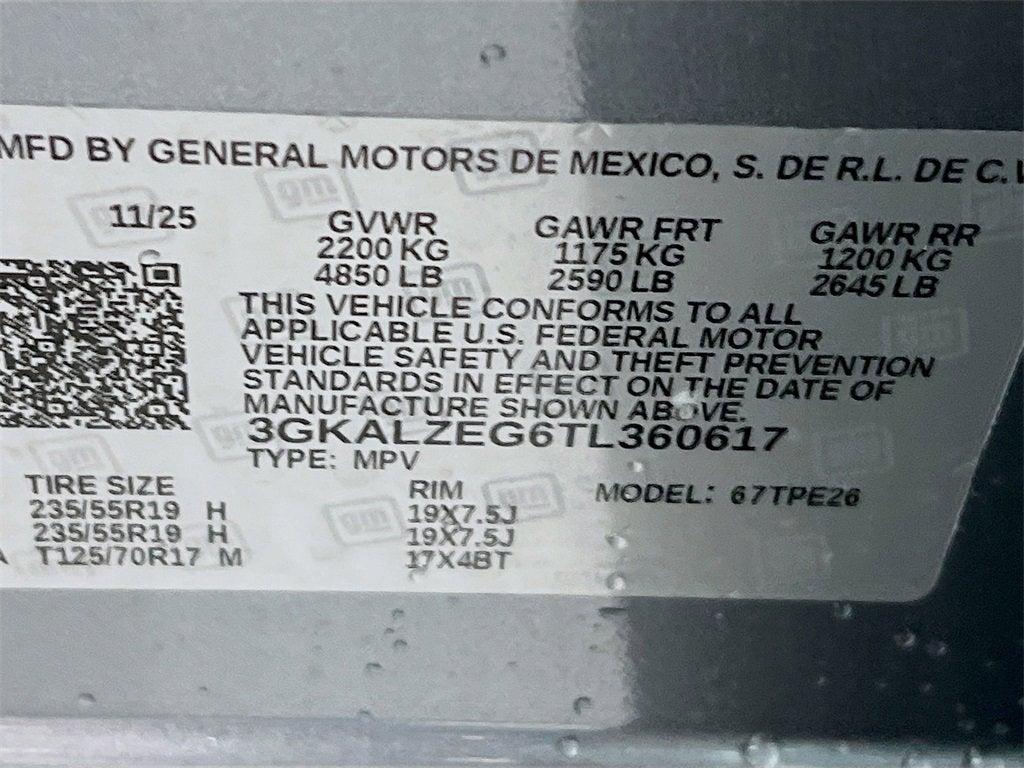 MFD BY GENERAL MOTORS DE MEXICO, S. DE R.L. DE C.V
11/25 GVWR GAWR FRT GAWR RR
2200 KG 1175 KG 1200 KG
4850 LB 2590 LB 2645 LB
THIS VEHICLE CONFORMS TO ALL
APPLICABLE U.S. FEDERAL MOTOR
VEHICLE SAFETY AND THEFT PREVENTION
STANDARDS IN EFFECT ON THE DATE OF
MANUFACTURE SHOWN ABOVE.
3GKALZEG6TL360617
TYPE: MPV
TIRE SIZE RIM MODEL: 67TPE26
235/55R19 H 19X7.5J
235/55R19 H 19X7.5J
T125/70R17 M 17X4BT